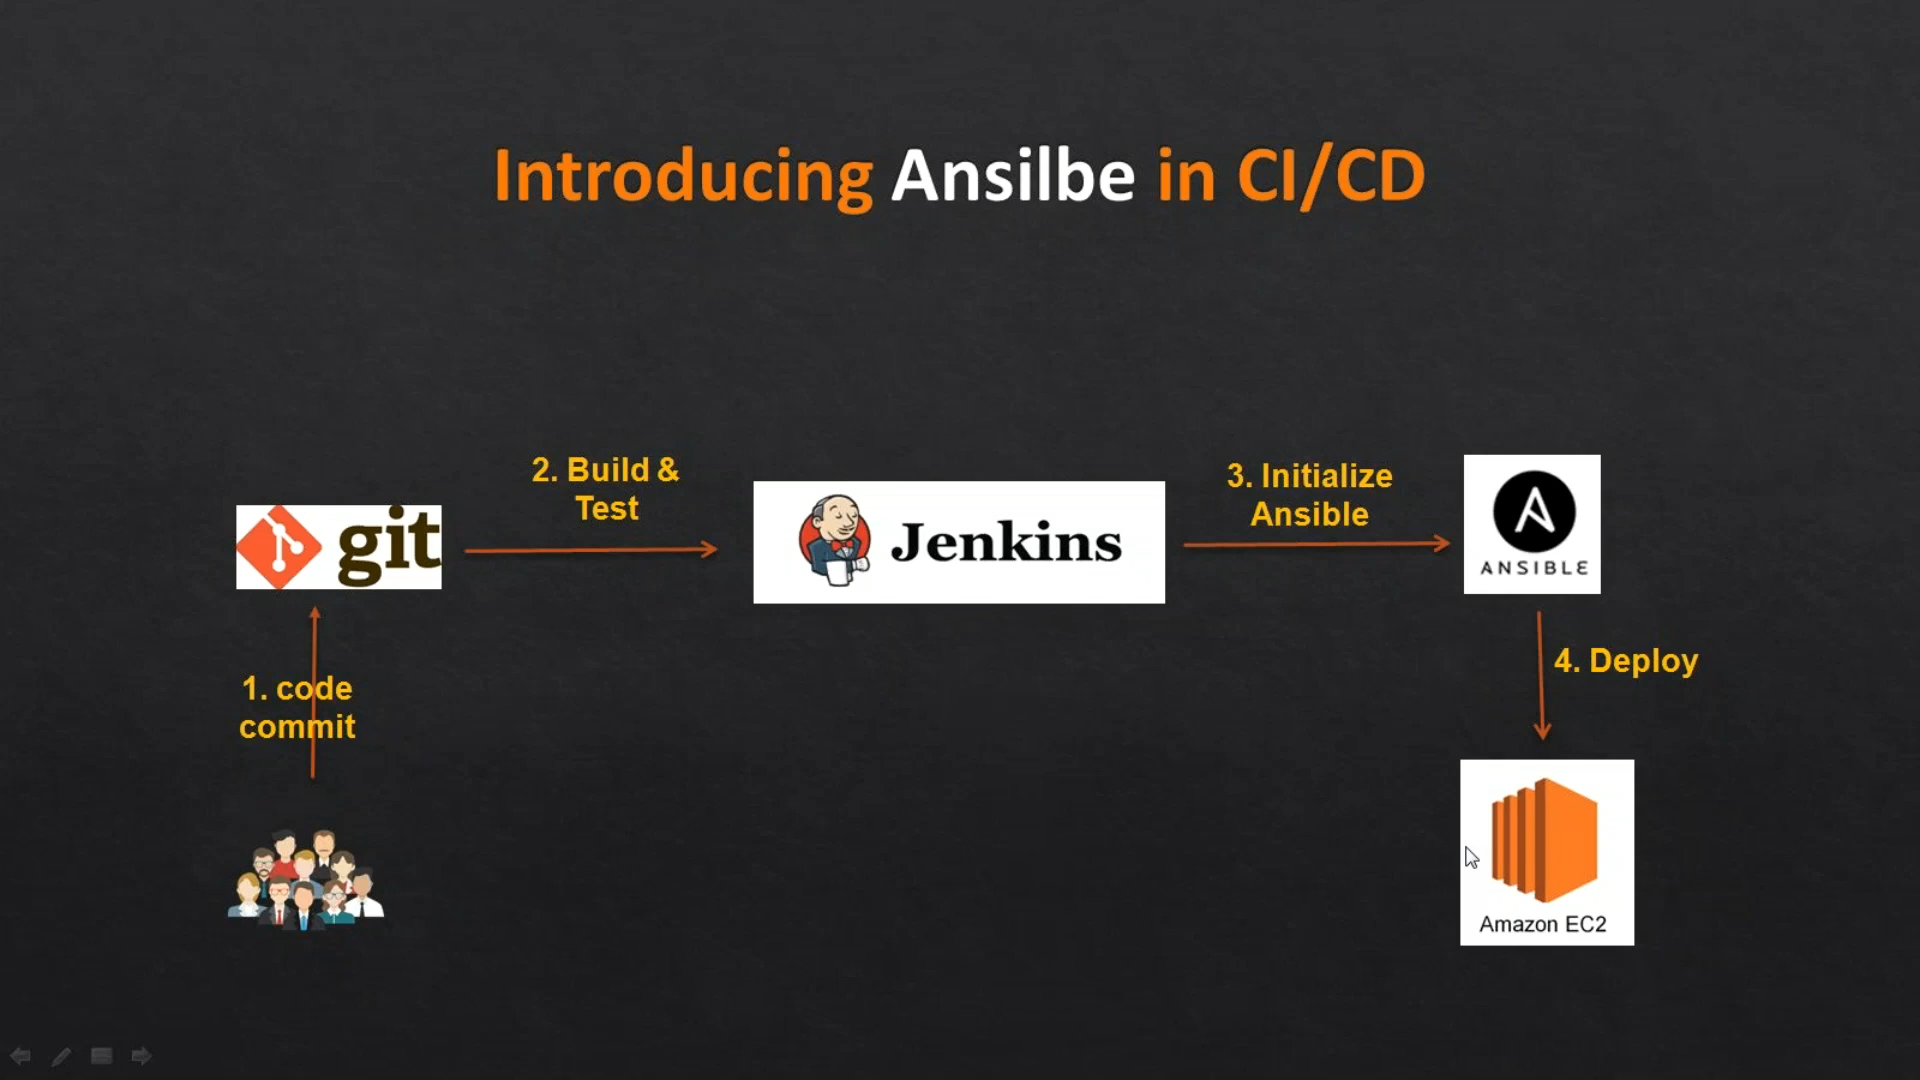 Introducing Ansilbe in CI/CD
2. Build &
Test
3. Initialize
Ansible
git
Jenkins
ANSIBLE
1. code
commit
4. Deploy
Amazon EC2